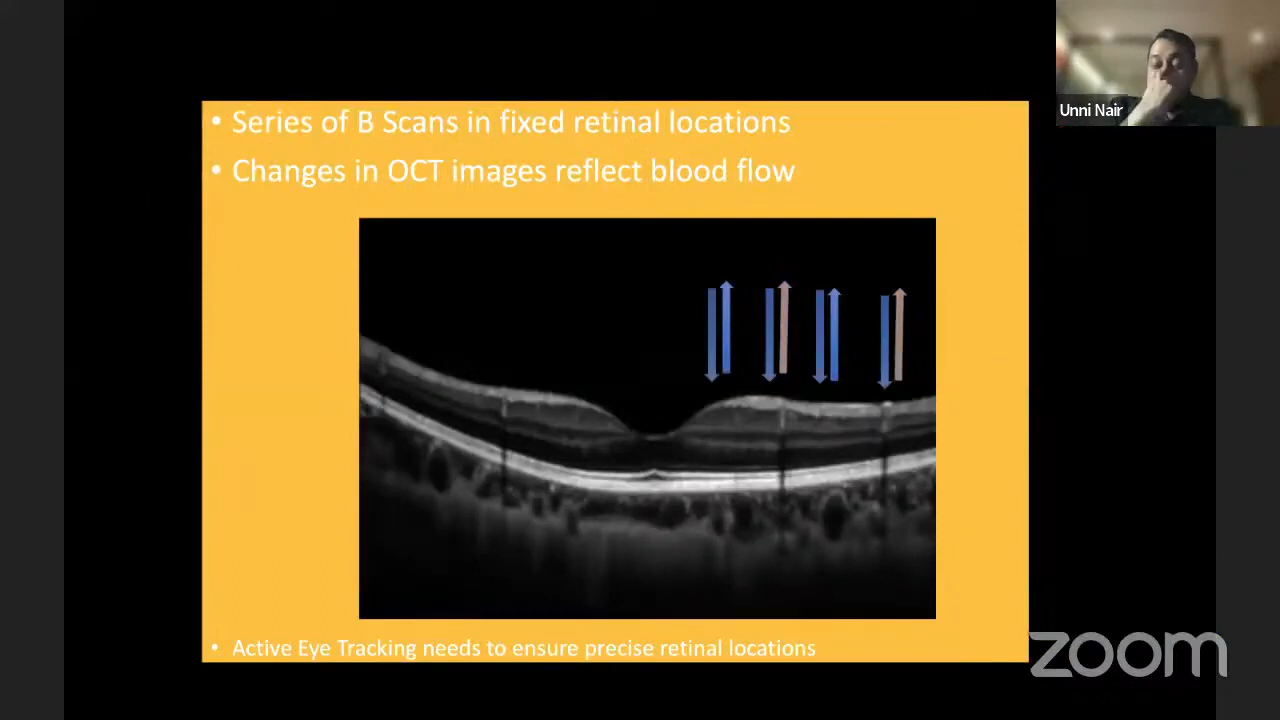 • Series of B Scans in fixed retinal locations
• Changes in OCT images reflect blood flow
Unni Nair
• Active Eye Tracking needs to ensure precise retinal locations
zoom